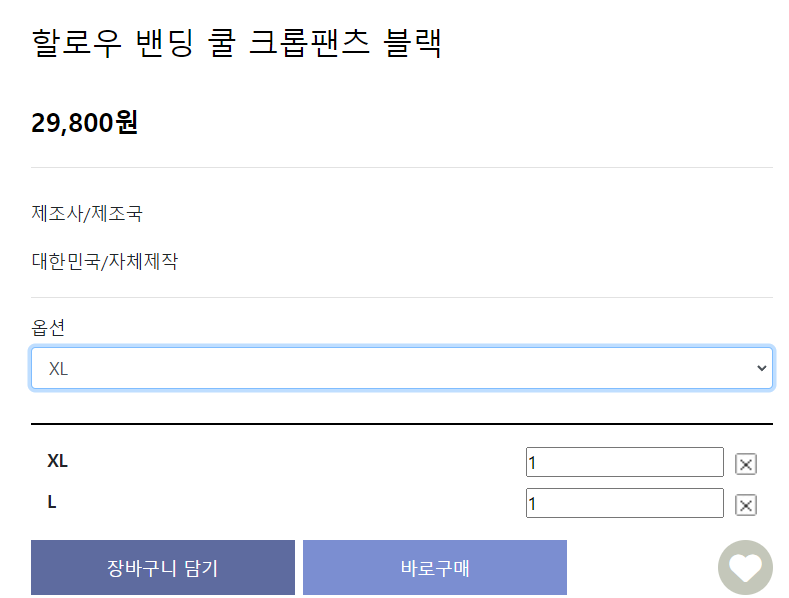 할로우 밴딩 쿨 크롭팬츠 블랙
29,800원
제조사/제조국
대한민국/자체제작
옵션
XL
XL 1
L 1
장바구니 담기 바로구매